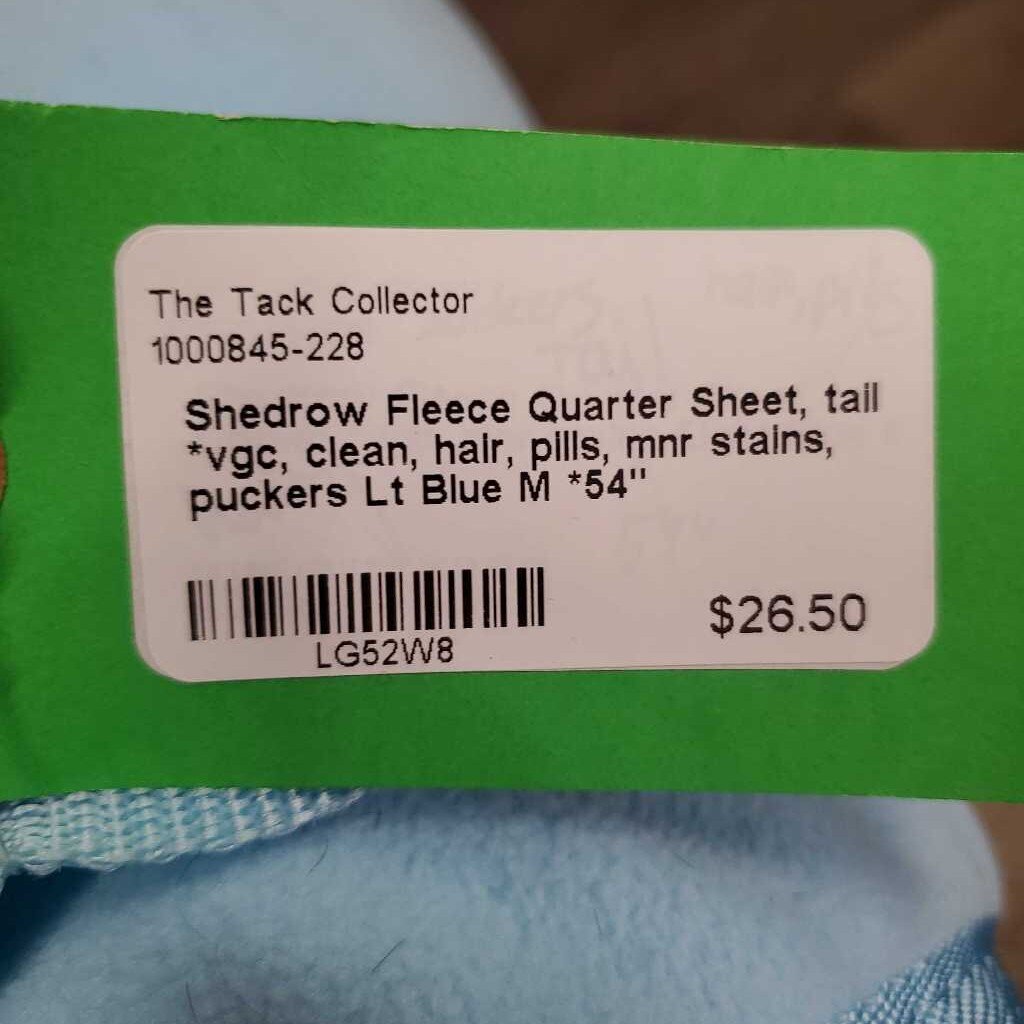 The Tack Collector
1000845-228
Shedrow Fleece Quarter Sheet, tail
*vgc, clean, hair, pills, mnr stains,
puckers Lt Blue M *54"
LG52W8
$26.50